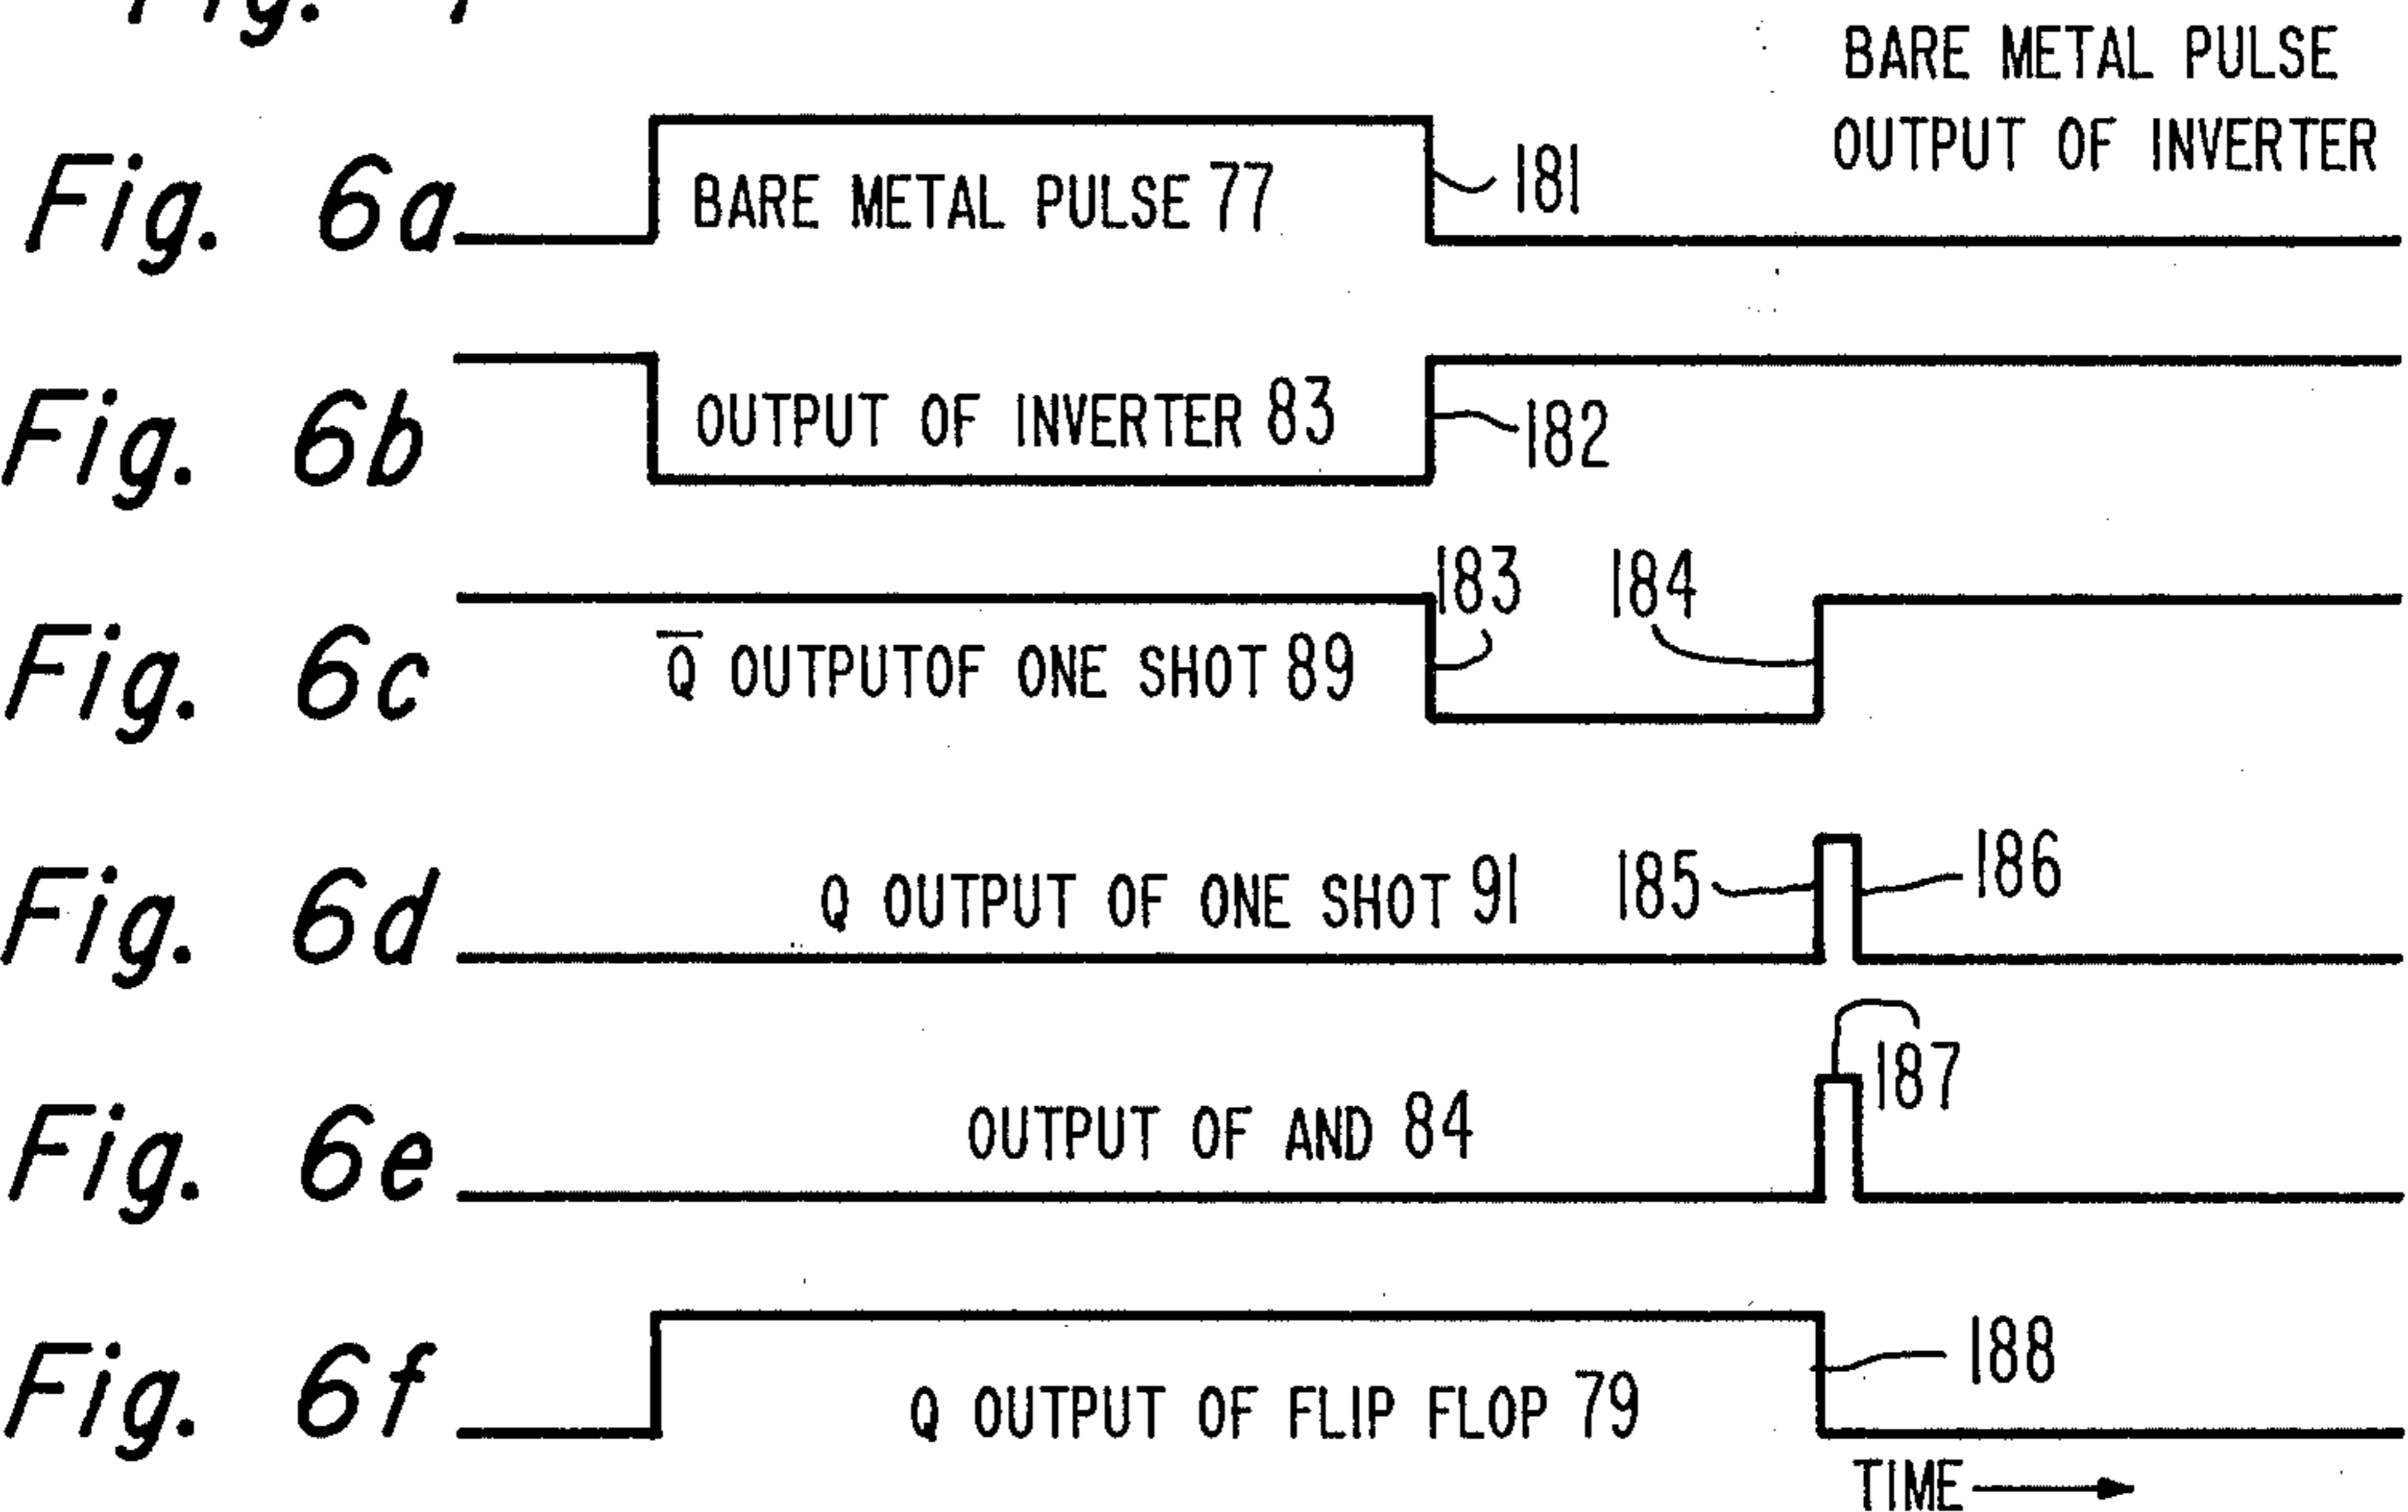 Fig.
BARE METAL PULSE
OUTPUT OF INVERTER
Fig. 6a
BARE METAL PULSE 77
181
Fig. 6b
OUTPUT OF INVERTER 83
182
Fig. 6c
Q̅ OUTPUTOF ONE SHOT 89
183
184
Fig. 6d
Q OUTPUT OF ONE SHOT 91
185
186
Fig. 6e
OUTPUT OF AND 84
187
Fig. 6f
Q OUTPUT OF FLIP FLOP 79
188
TIME